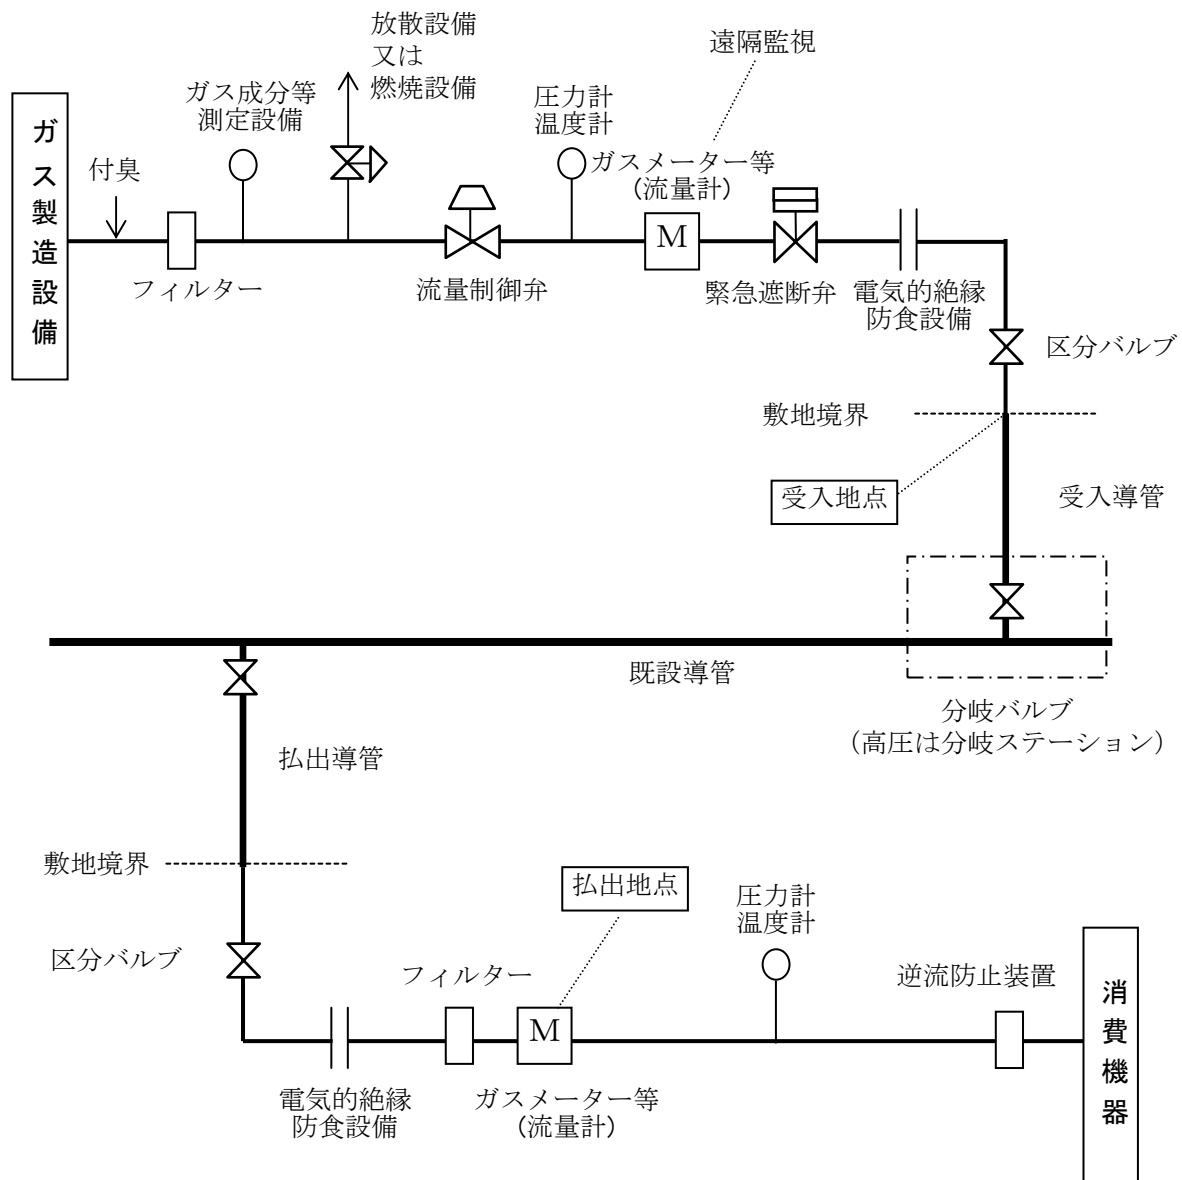 放散設備
又は
燃焼設備
遠隔監視
ガス成分等
測定設備
圧力計
温度計
ガス製造設備
付臭
ガスメーター等
(流量計)
M
フィルター
流量制御弁
緊急遮断弁
電気的絶縁
防食設備
区分バルブ
敷地境界
受入地点
受入導管
既設導管
分岐バルブ
(高圧は分岐ステーション)
払出導管
敷地境界
払出地点
圧力計
温度計
区分バルブ
フィルター
逆流防止装置
M
消費機器
電気的絶縁
防食設備
ガスメーター等
(流量計)